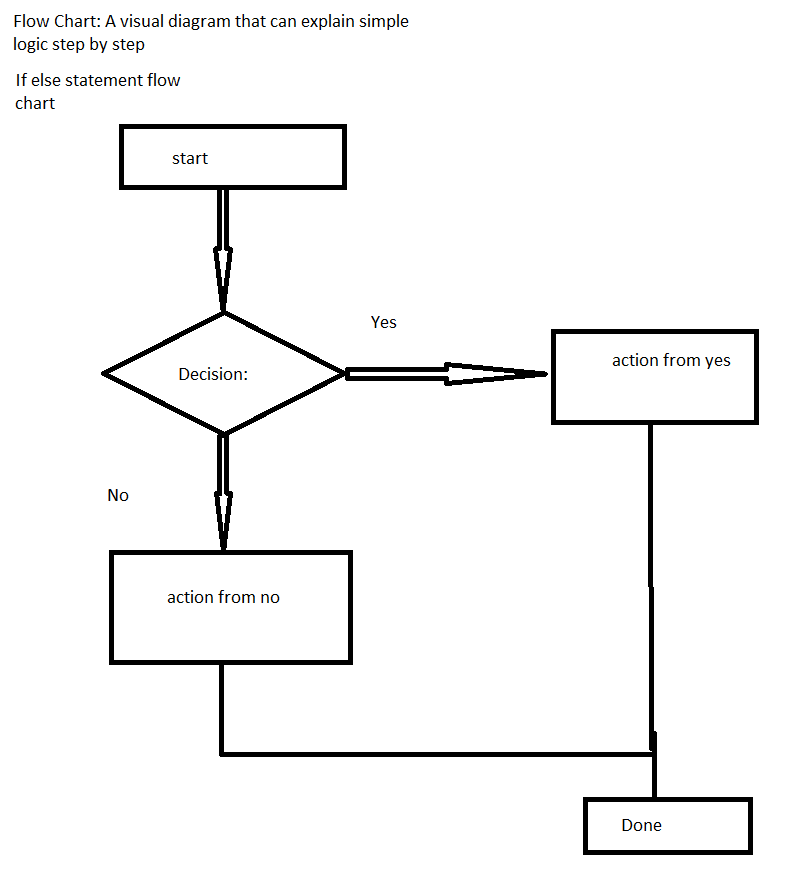 Flow Chart: A visual diagram that can explain simple
logic step by step
If else statement flow
chart
start
Yes
Decision:
action from yes
No
action from no
Done